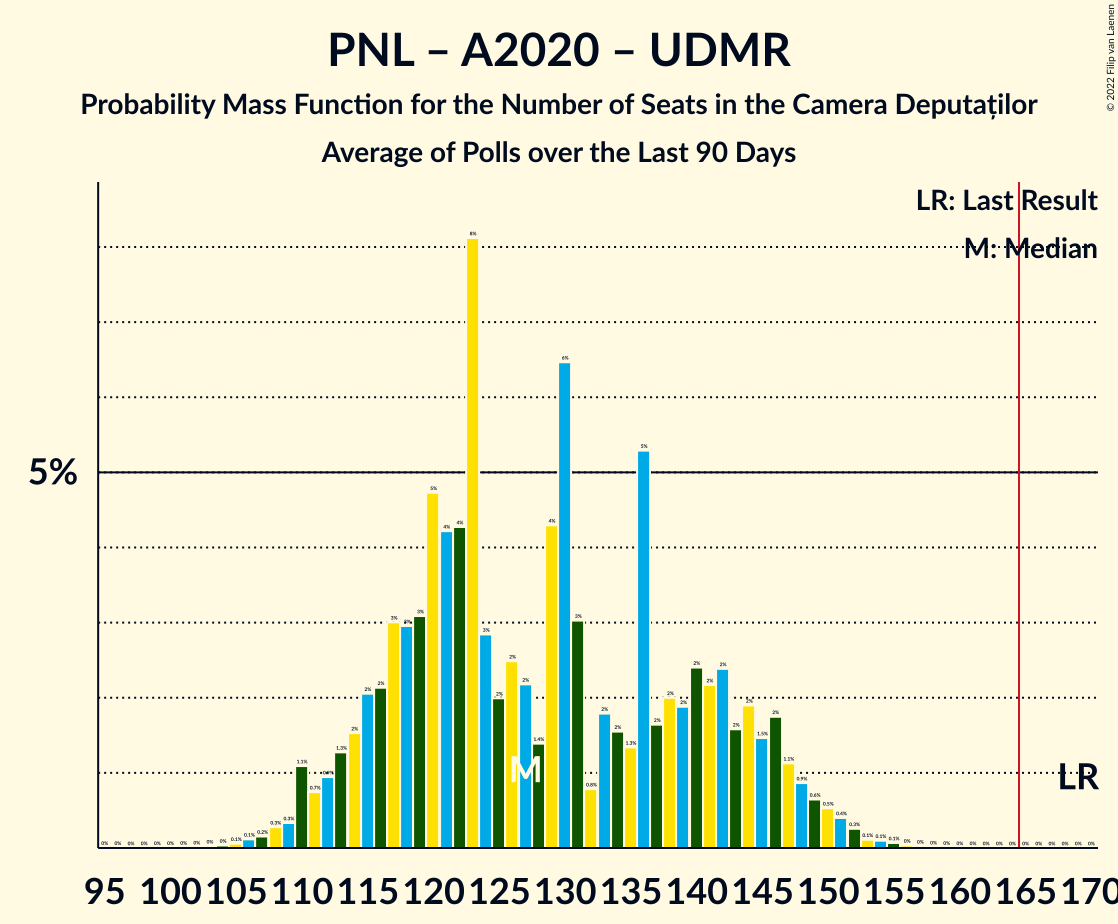 PNL – A2020 – UDMR
Probability Mass Function for the Number of Seats in the Camera Deputaților
Average of Polls over the Last 90 Days
© 2022 Filip van Laenen
LR: Last Result
M: Median
5%
M
LR
95 100 105 110 115 120 125 130 135 140 145 150 155 160 165 170